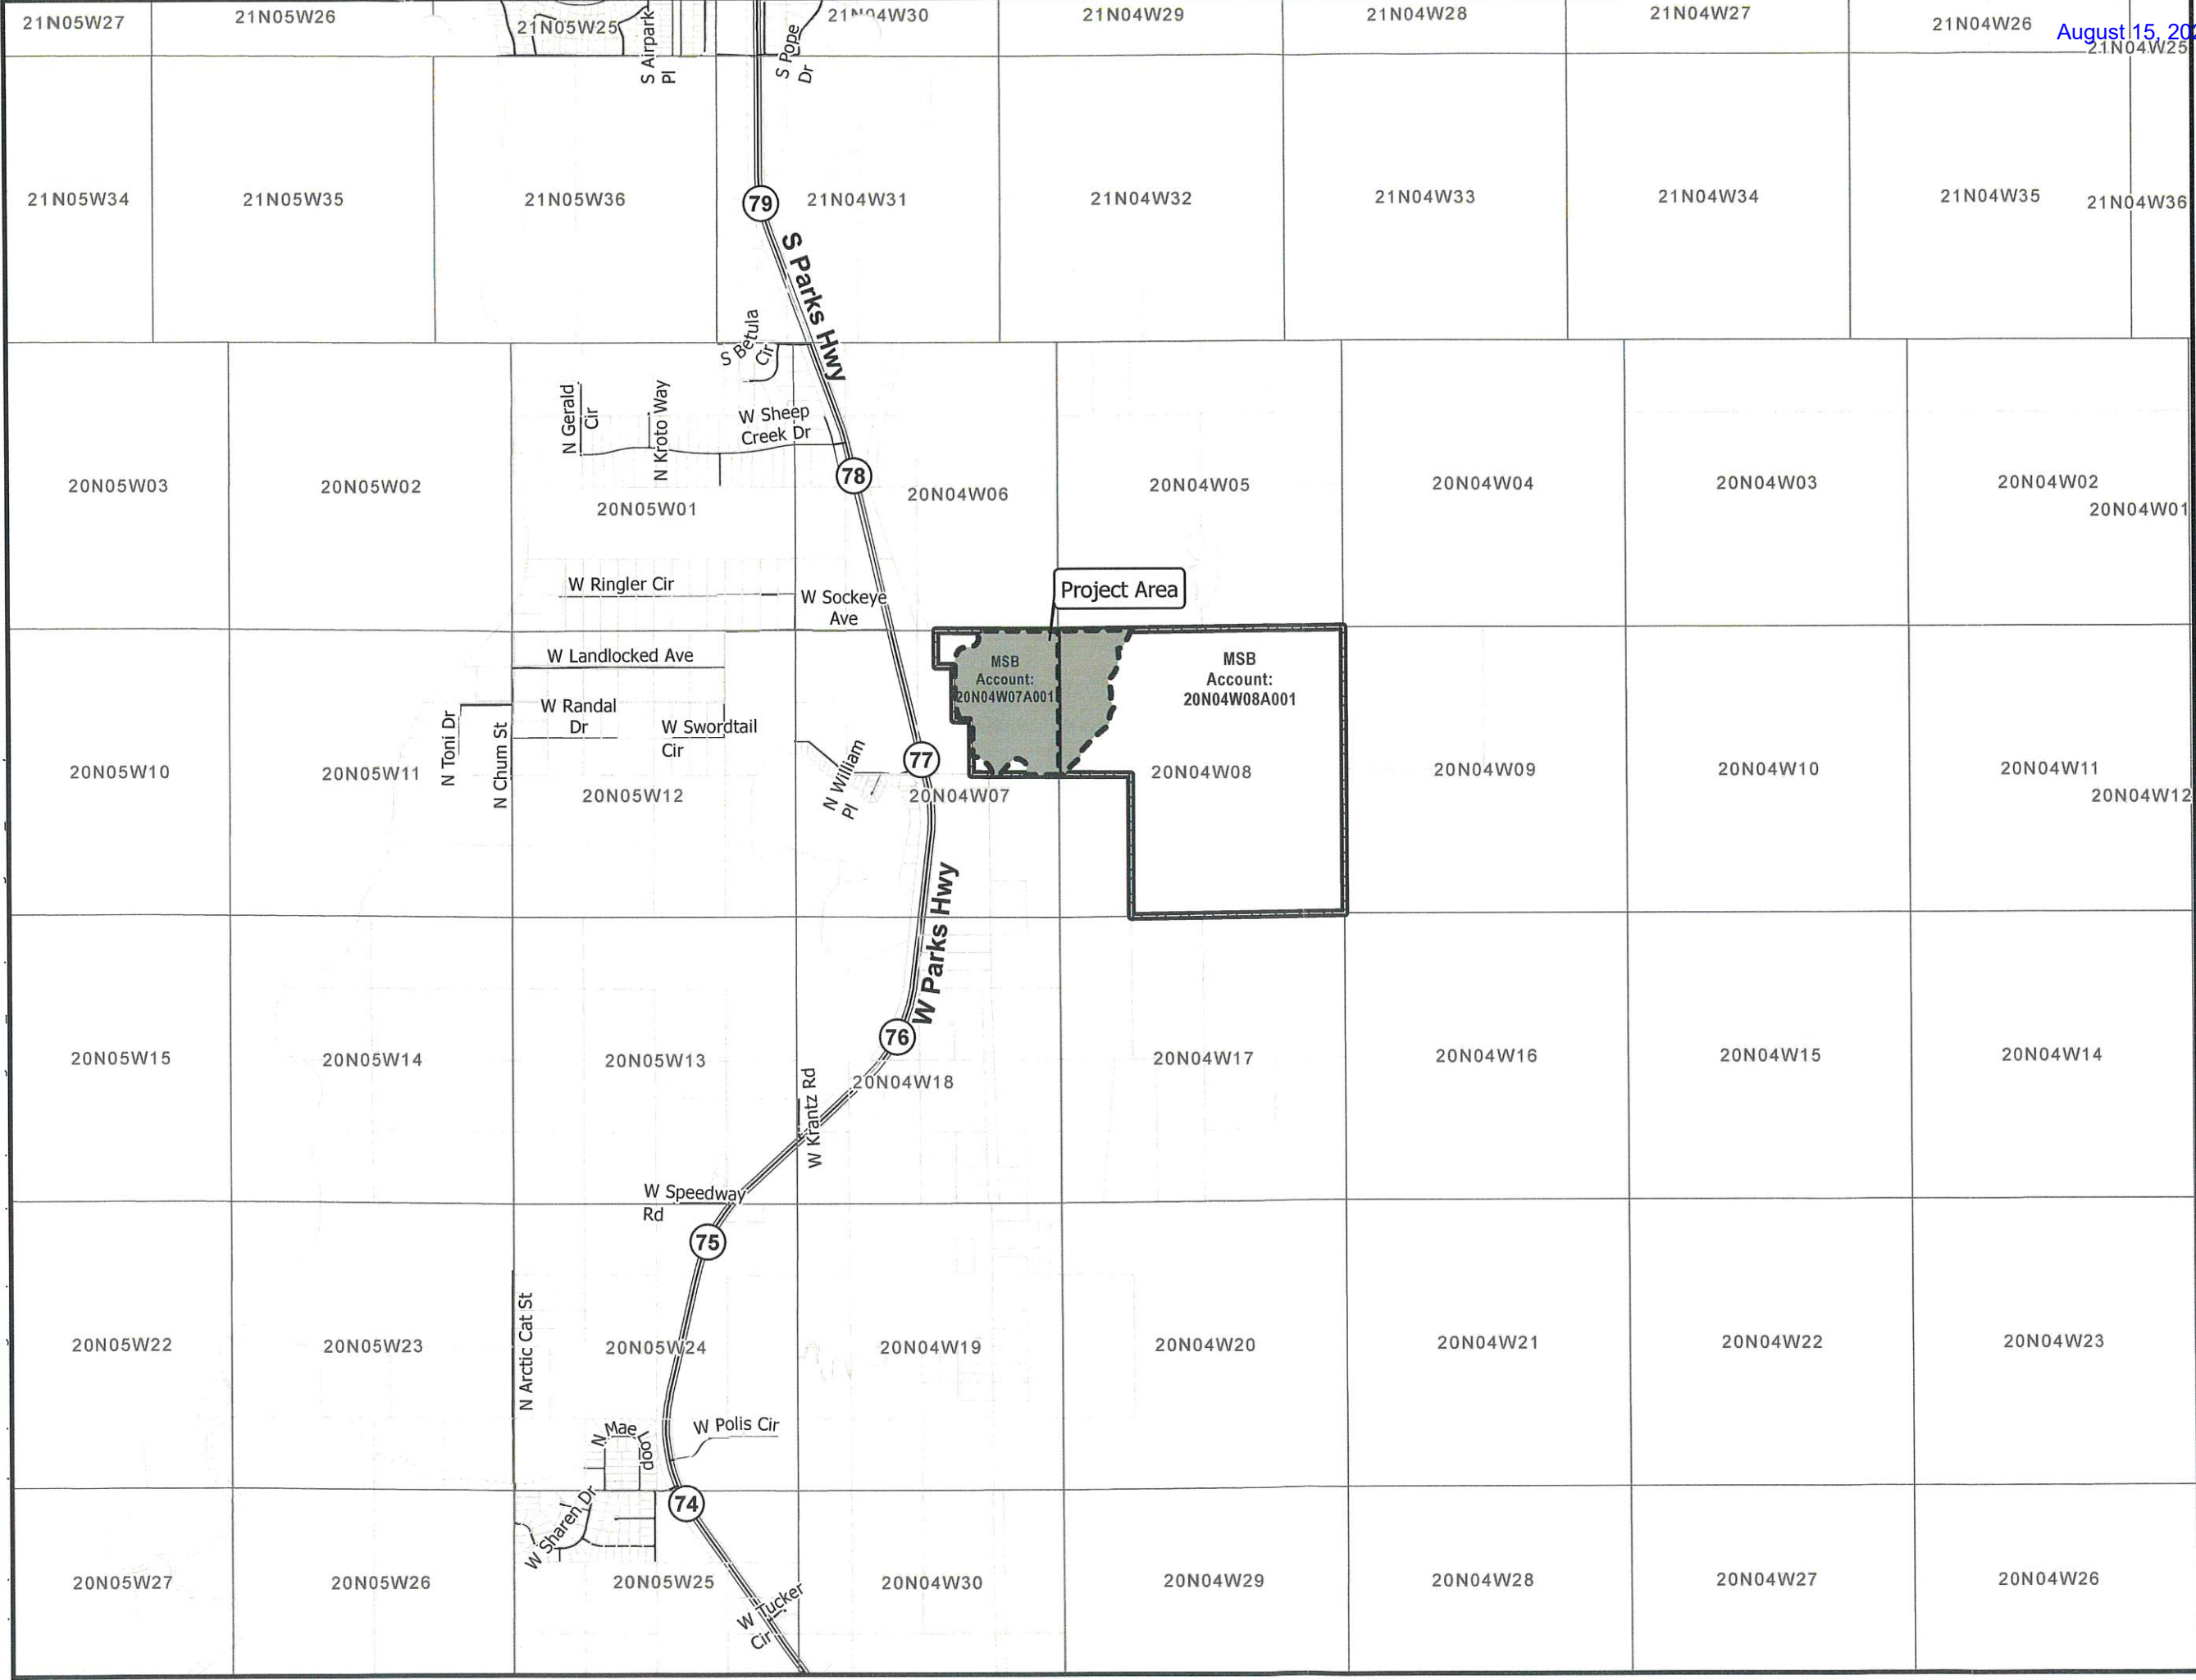 21N05W27
21N05W26
21N05W25
21N04W30
21N04W29
21N04W28
21N04W27
21N04W26
August 15,
21N04W25
S Airpark
Pl
S Pope
Dr
21N05W34
21N05W35
21N05W36
79
21N04W31
21N04W32
21N04W33
21N04W34
21N04W35
21N04W36
S Parks Hwy
S Betula
Cir
N Gerald
Cir
N Kroto Way
W Sheep
Creek Dr
78
20N05W03
20N05W02
20N05W01
20N04W06
20N04W05
20N04W04
20N04W03
20N04W02
20N04W01
W Ringler Cir
W Sockeye
Ave
Project Area
W Landlocked Ave
MSB
Account:
20N04W07A001
MSB
Account:
20N04W08A001
N Toni Dr
N Chum St
W Randal
Dr
W Swordtail
Cir
N William
Pl
77
20N05W10
20N05W11
20N05W12
20N04W07
20N04W08
20N04W09
20N04W10
20N04W11
20N04W12
W Parks Hwy
76
20N05W15
20N05W14
20N05W13
20N04W18
20N04W17
20N04W16
20N04W15
20N04W14
W Krantz Rd
W Speedway
Rd
75
N Arctic Cat St
20N05W22
20N05W23
20N05W24
20N04W19
20N04W20
20N04W21
20N04W22
20N04W23
N Mae Loop
W Polis Cir
74
W Sharen Dr
20N05W27
20N05W26
20N05W25
20N04W30
20N04W29
20N04W28
20N04W27
20N04W26
W Tucker
Cir